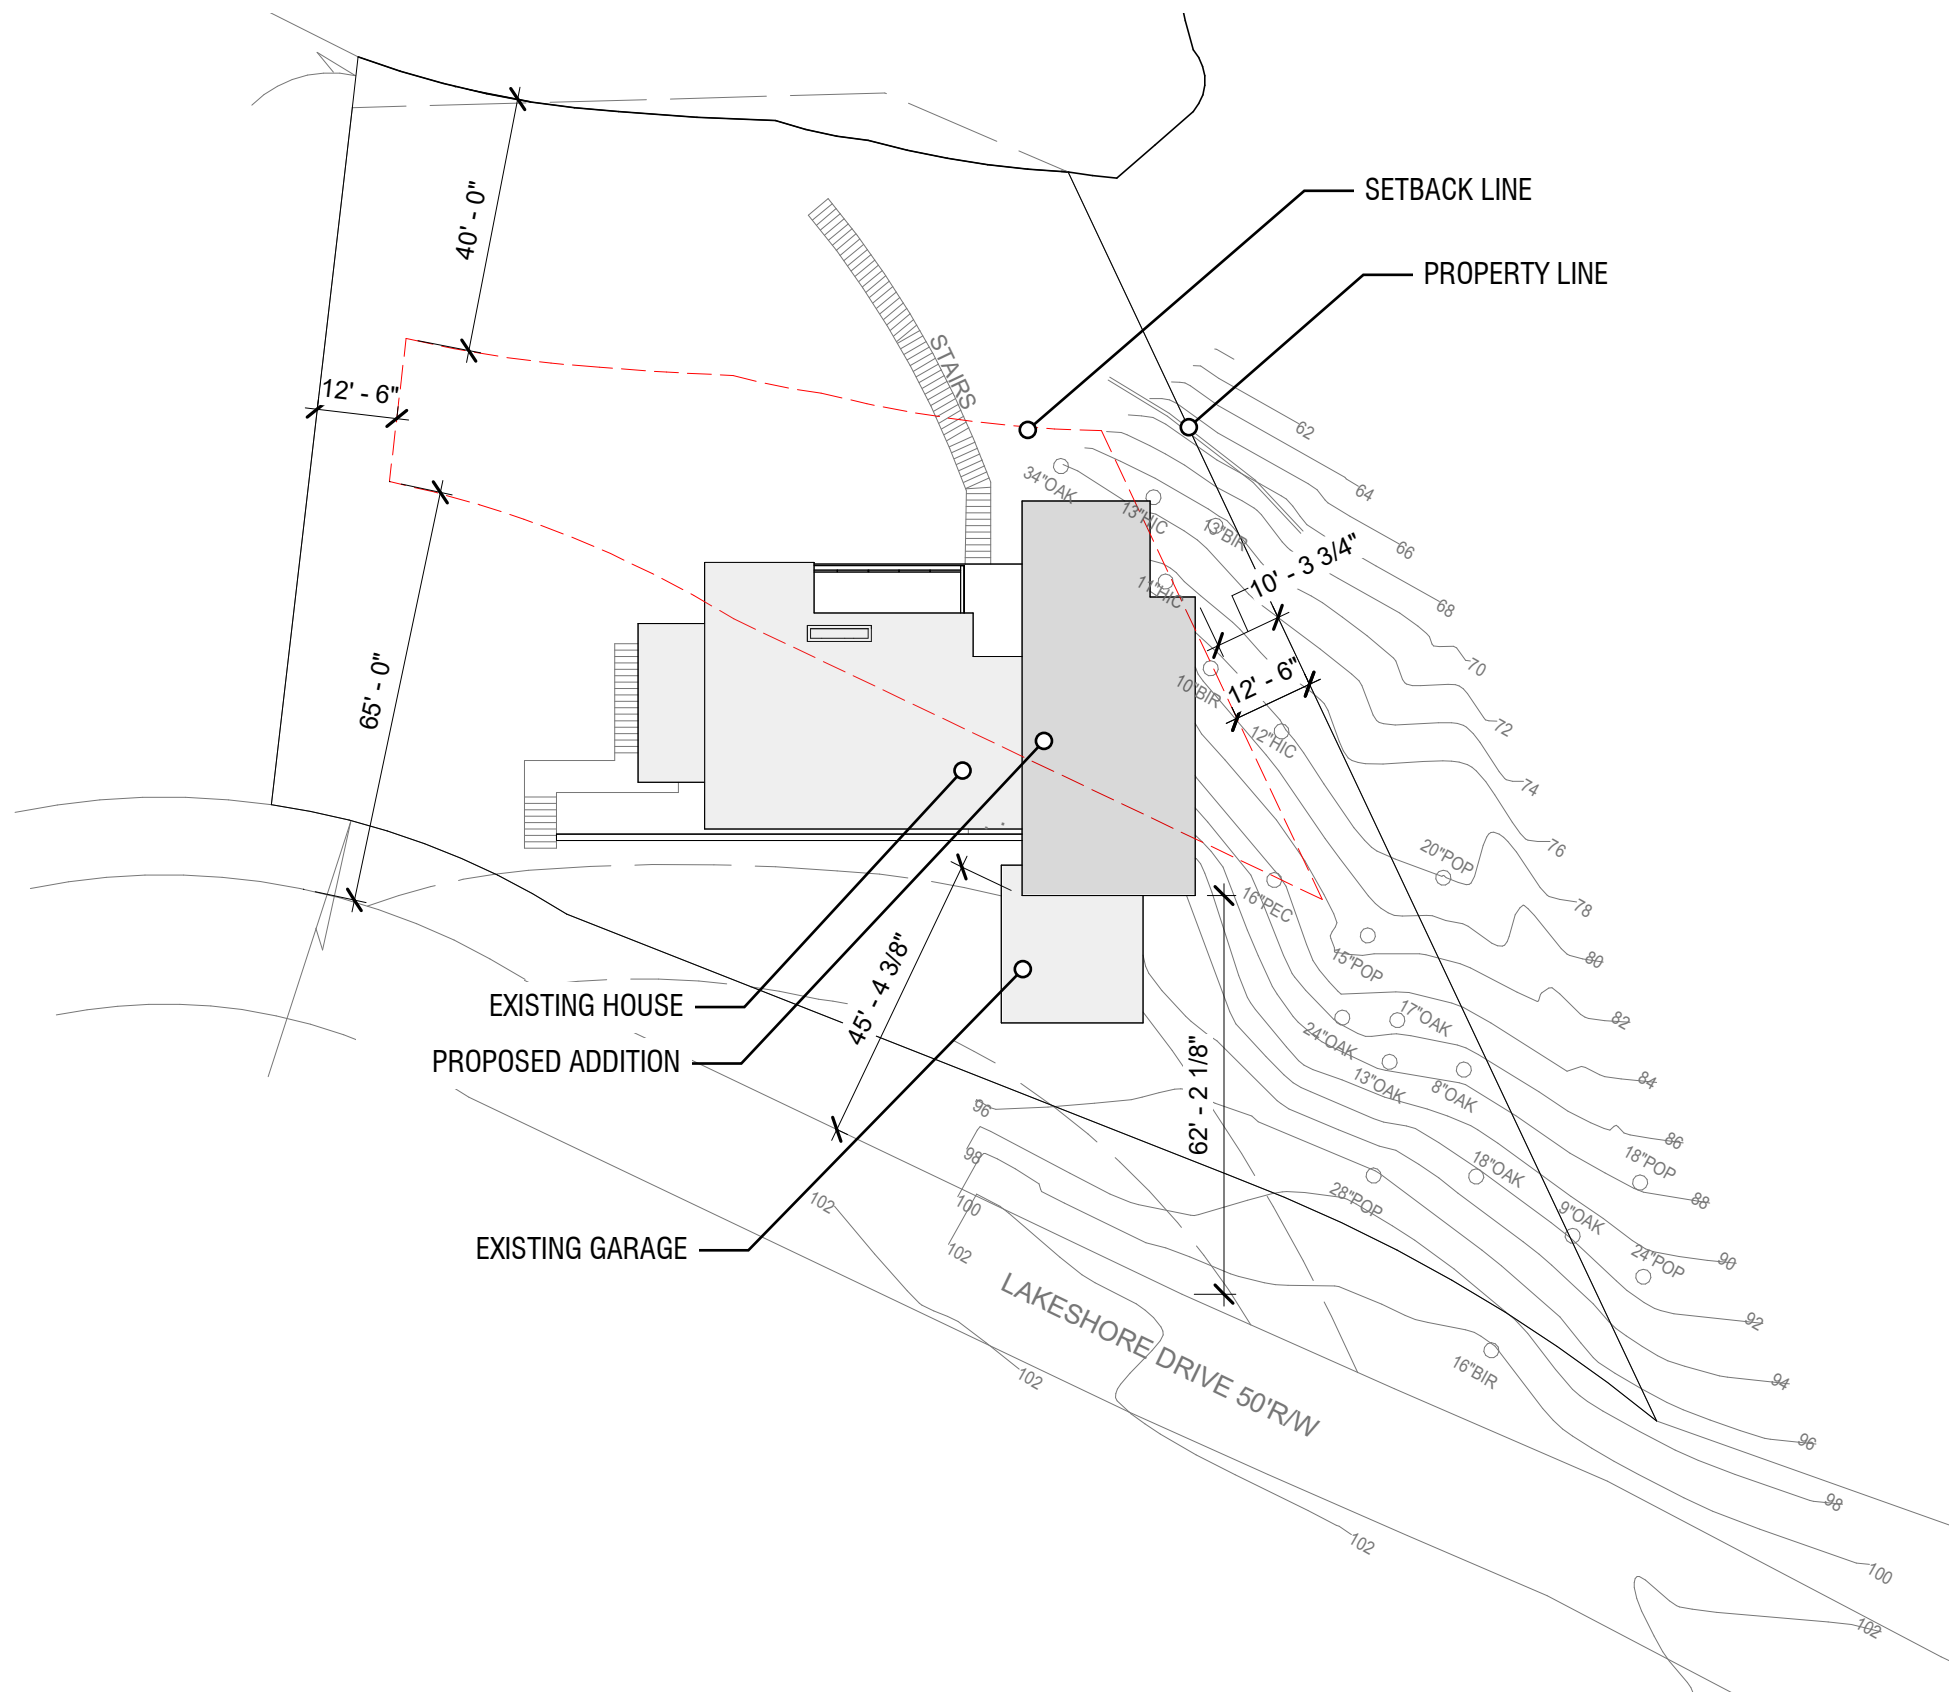 SETBACK LINE
40' - 0"
PROPERTY LINE
STAIRS
12' - 6"
62
34"OAK
64
13"HIC
13"BIR
66
10' - 3 3/4"
11"HIC
68
70
12' - 6"
10"BIR
65' - 0"
72
12"HIC
74
76
20"POP
16"PEC
78
45' - 4 3/8"
15"POP
80
EXISTING HOUSE
17"OAK
82
24"OAK
PROPOSED ADDITION
62' - 2 1/8"
13"OAK
8"OAK
84
96
86
98
18"POP
18"OAK
102
100
28"POP
88
9"OAK
EXISTING GARAGE
102
24"POP
90
LAKESHORE DRIVE 50'R/W
92
102
16"BIR
94
96
98
102
100
102